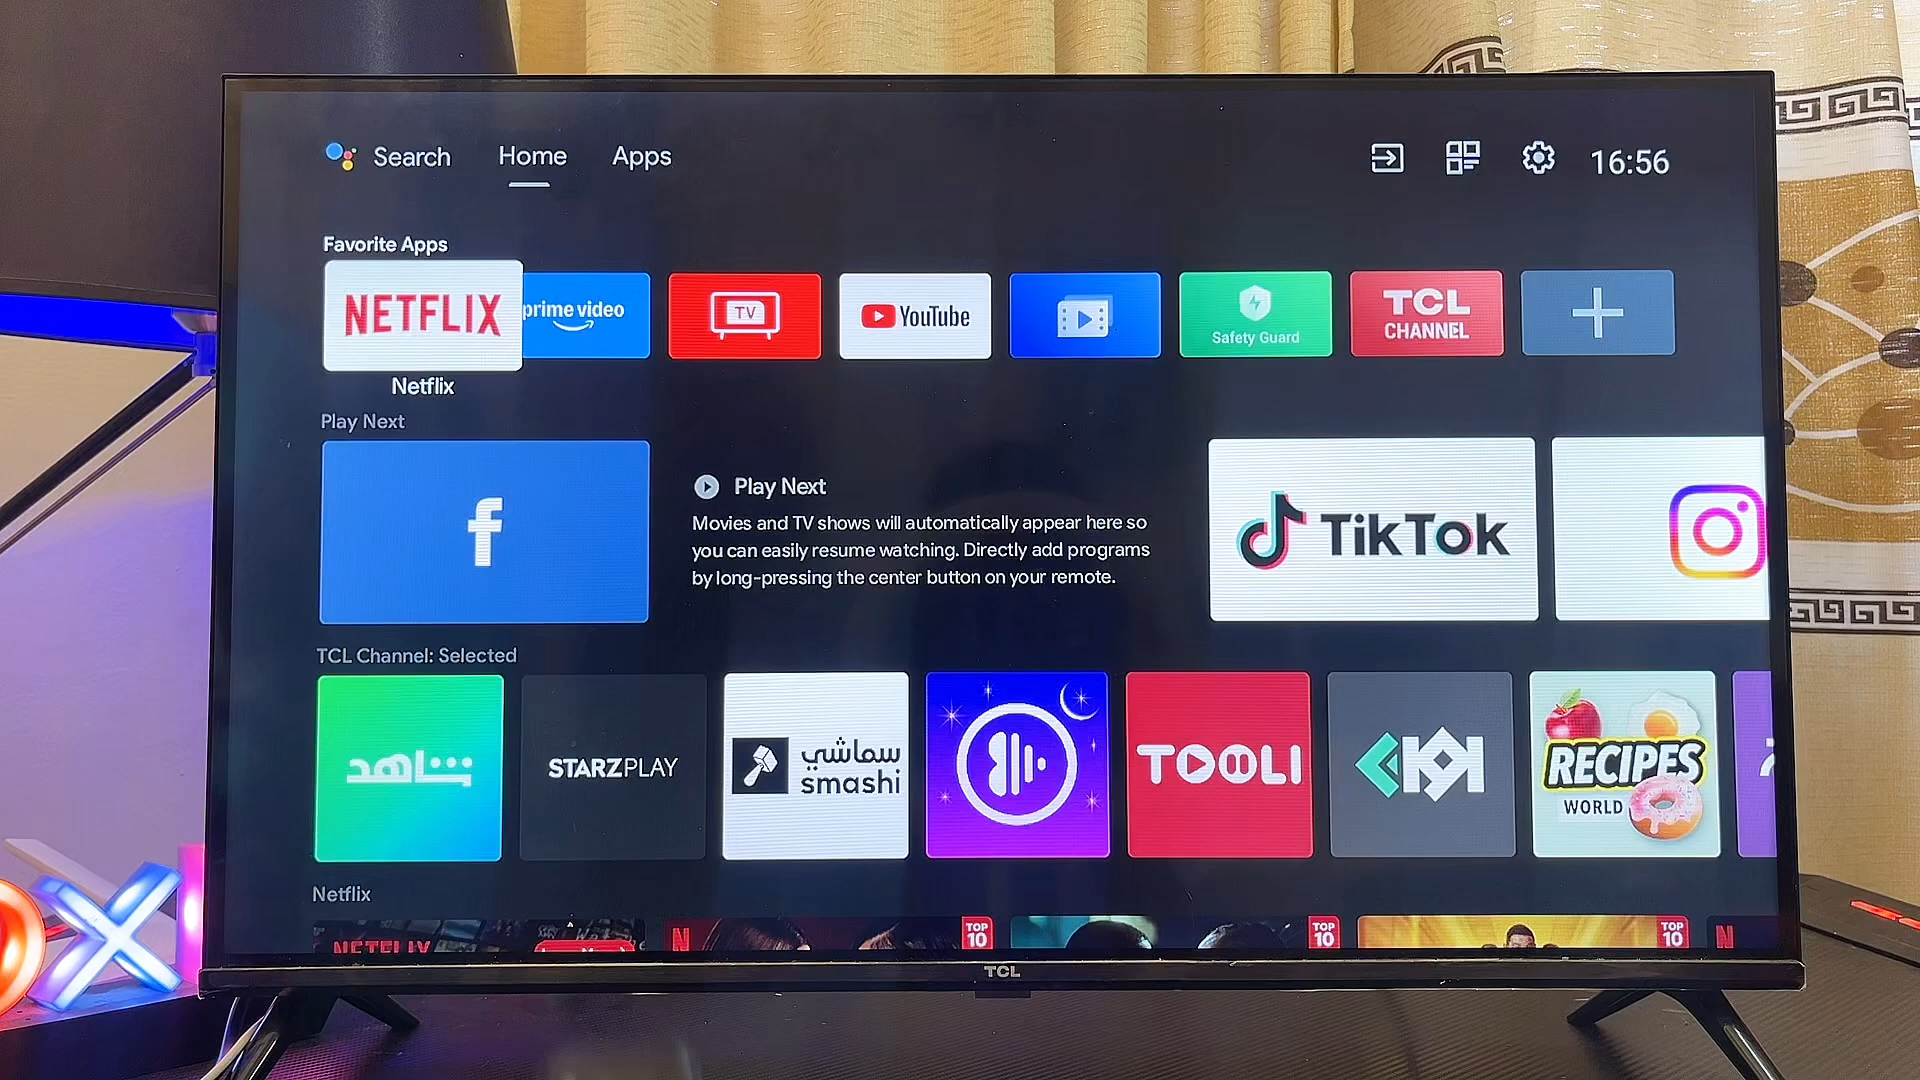 Search
Home
Apps
16:56
Favorite Apps
NETFLIX
prime video
TV
YouTube
Safety Guard
TCL
CHANNEL
Netflix
Play Next
f
Play Next
Movies and TV shows will automatically appear here so
you can easily resume watching. Directly add programs
by long-pressing the center button on your remote.
TikTok
TCL Channel: Selected
شاهد
STARZPLAY
سماشي
smashi
TOOLI
RECIPES
WORLD
Netflix
NETFLIX
N
TOP
10
TOP
10
TOP
10
N
TCL